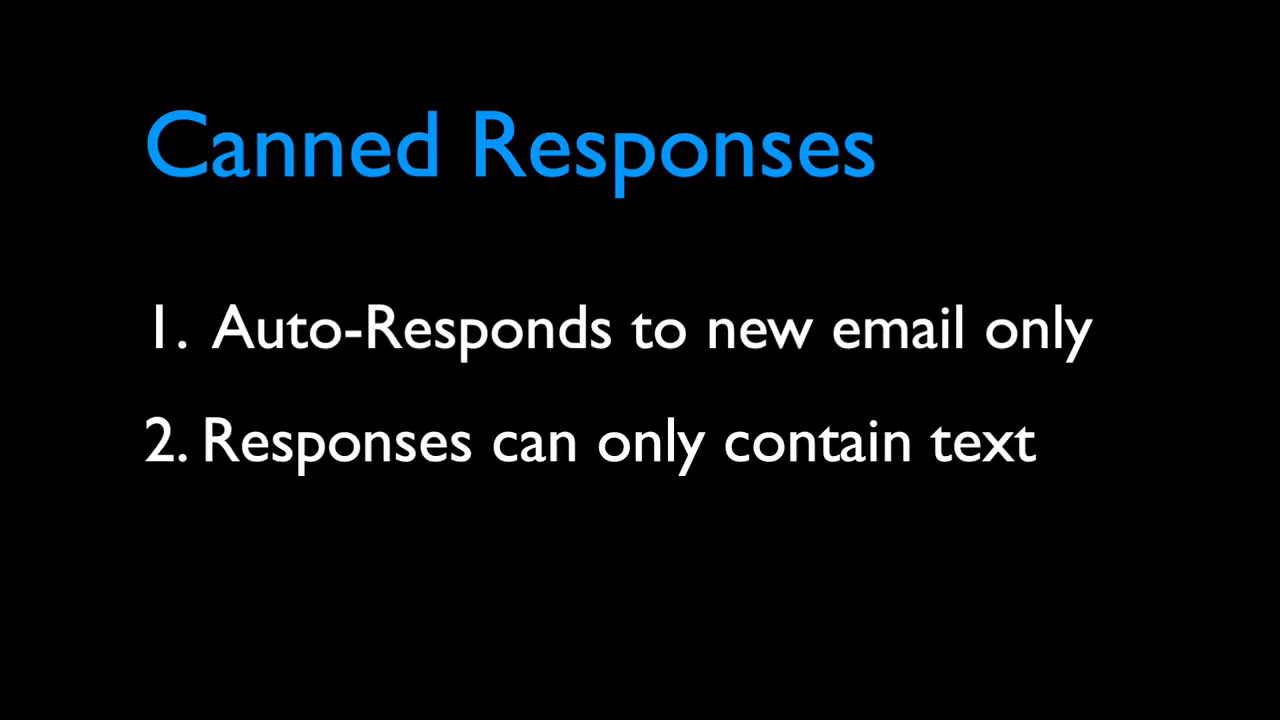 Canned Responses
1. Auto-Responds to new email only
2. Responses can only contain text